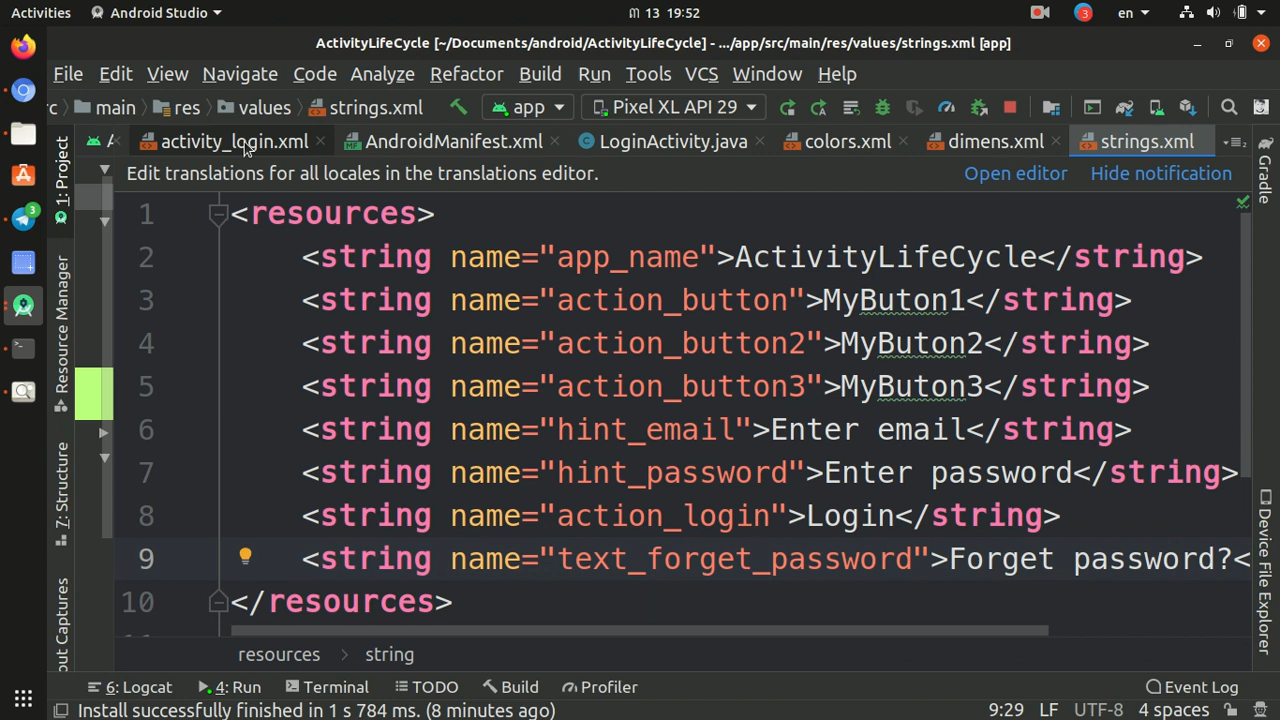 Activities Android Studio ጠ 13 19:52 3 en
ActivityLifeCycle [~/Documents/android/ActivityLifeCycle] - .../app/src/main/res/values/strings.xml [app]
File Edit View Navigate Code Analyze Refactor Build Run Tools VCS Window Help
main res values strings.xml app Pixel XL API 29
activity_login.xml AndroidManifest.xml LoginActivity.java colors.xml dimens.xml strings.xml
Edit translations for all locales in the translations editor. Open editor Hide notification
1 <resources>
2 <string name="app_name">ActivityLifeCycle</string>
3 <string name="action_button">MyButon1</string>
4 <string name="action_button2">MyButon2</string>
5 <string name="action_button3">MyButon3</string>
6 <string name="hint_email">Enter email</string>
7 <string name="hint_password">Enter password</string>
8 <string name="action_login">Login</string>
9 <string name="text_forget_password">Forget password?<
10 </resources>
resources > string
6: Logcat 4: Run Terminal TODO Build Profiler Event Log
Install successfully finished in 1 s 784 ms. (8 minutes ago) 9:29 LF UTF-8 4 spaces
1: Project
Resource Manager
7: Structure
out Captures
Gradle
Device File Explorer
3